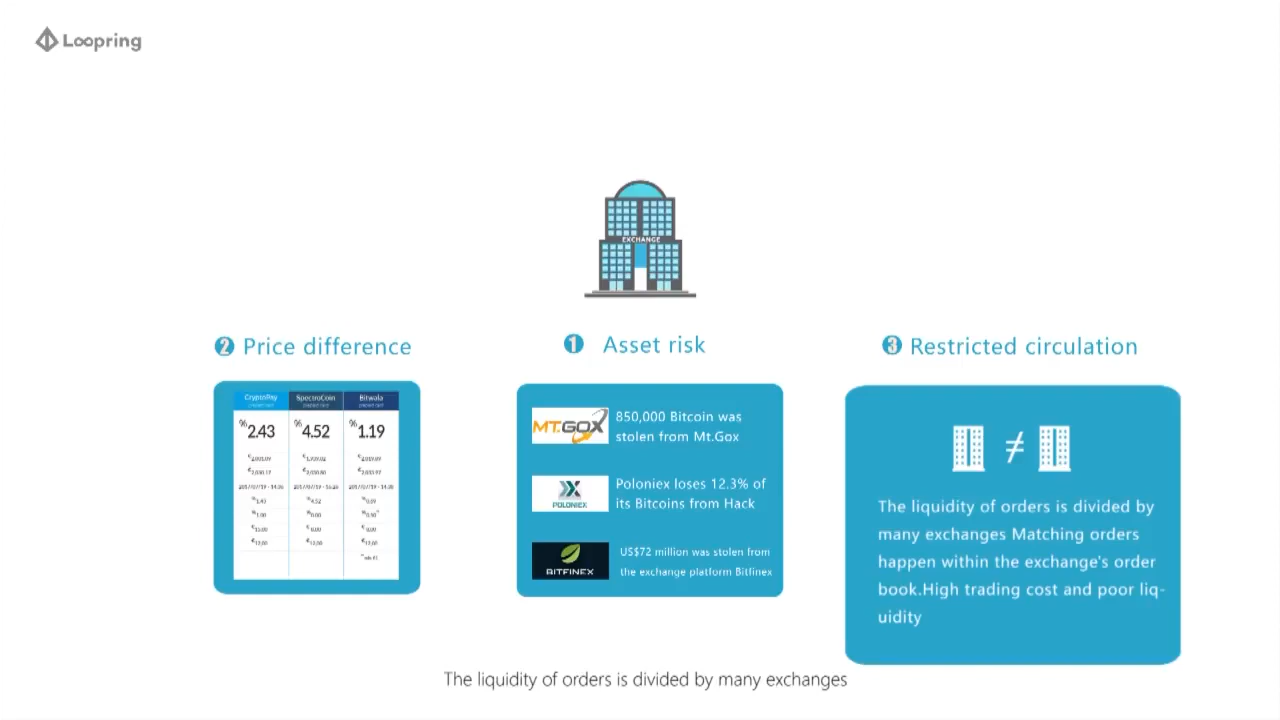 Loopring
EXCHANGE
❷ Price difference
CryptoPay SpectroCoin Bitwala
%2.43 %4.52 %1.19
❶ Asset risk
MT.GOX
850,000 Bitcoin was
stolen from Mt.Gox
POLONIEX
Poloniex loses 12.3% of
its Bitcoins from Hack
BITFINEX
US$72 million was stolen from
the exchange platform Bitfinex
❸ Restricted circulation
≠
The liquidity of orders is divided by
many exchanges Matching orders
happen within the exchange's order
book.High trading cost and poor liq-
uidity
The liquidity of orders is divided by many exchanges